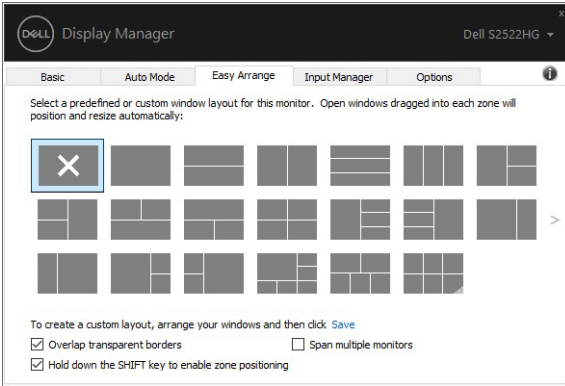 DELL Display Manager
Dell S2522HG
Basic Auto Mode Easy Arrange Input Manager Options
Select a predefined or custom window layout for this monitor. Open windows dragged into each zone will
position and resize automatically:
To create a custom layout, arrange your windows and then click Save
Overlap transparent borders Span multiple monitors
Hold down the SHIFT key to enable zone positioning